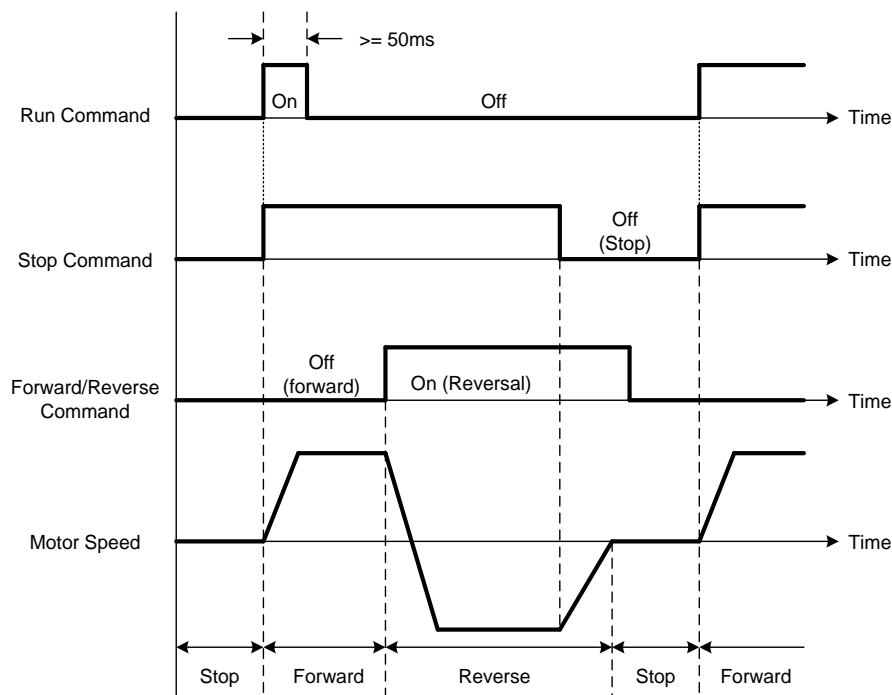 >= 50ms
On
Off
Run Command
Time
Off
(Stop)
Stop Command
Time
Off
(forward)
On (Reversal)
Forward/Reverse
Command
Time
Motor Speed
Time
Stop
Forward
Reverse
Stop
Forward